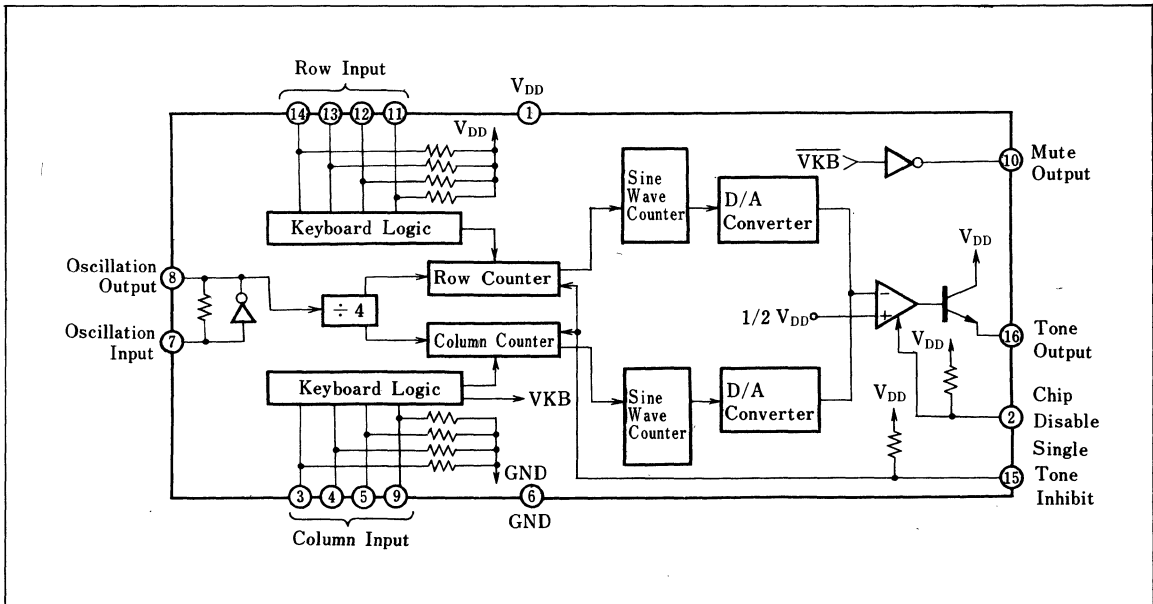 Row Input
14 13 12 11
VDD
1
VDD
VKB
10
Mute
Output
Sine
Wave
Counter
D/A
Converter
Keyboard Logic
Oscillation
Output
8
÷ 4
Row Counter
VDD
Oscillation
Input
7
Column Counter
1/2 VDD
−
+
16
Tone
Output
VDD
Keyboard Logic
VKB
Sine
Wave
Counter
D/A
Converter
VDD
2
Chip
Disable
GND
15
Single
Tone
Inhibit
3 4 5 9
6
GND
Column Input